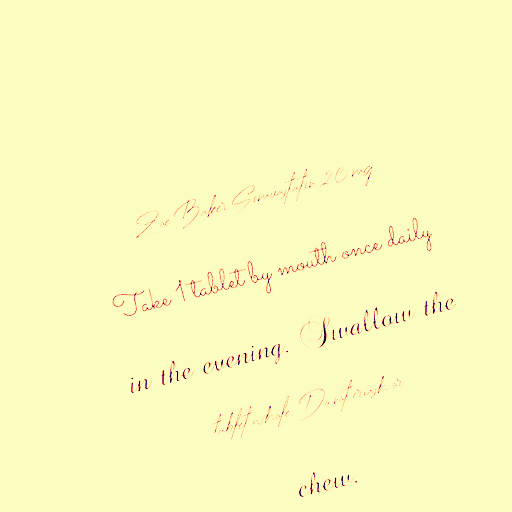 Zoe Baker Simvastatin 20 mg
Take 1 tablet by mouth once daily
in the evening. Swallow the
tablet whole. Do not crush or
chew.